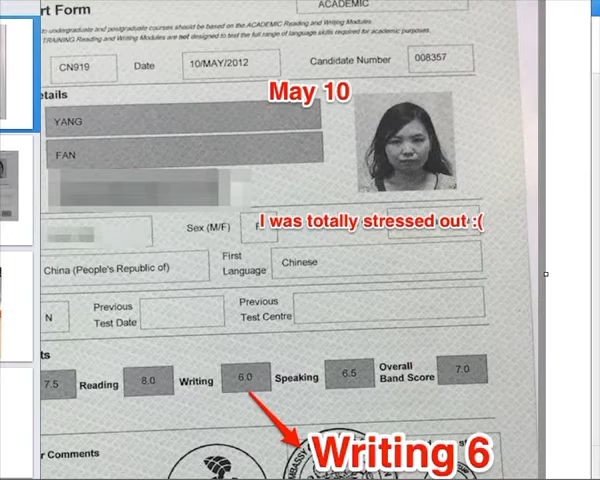 rt Form
ACADEMIC
to undergraduate and postgraduate courses should be based on the ACADEMIC Reading and Writing Modules.
TRAINING Reading and Writing Modules are not designed to test the full range of language skills required for academic purposes.
CN919 Date 10/MAY/2012 Candidate Number 008357
etails
May 10
YANG
FAN
Sex (M/F) F
I was totally stressed out :(
China (People's Republic of) First Language Chinese
N Previous Test Date Previous Test Centre
ts
7.5 Reading 8.0 Writing 6.0 Speaking 6.5 Overall Band Score 7.0
r Comments
Writing 6
EMBASSY